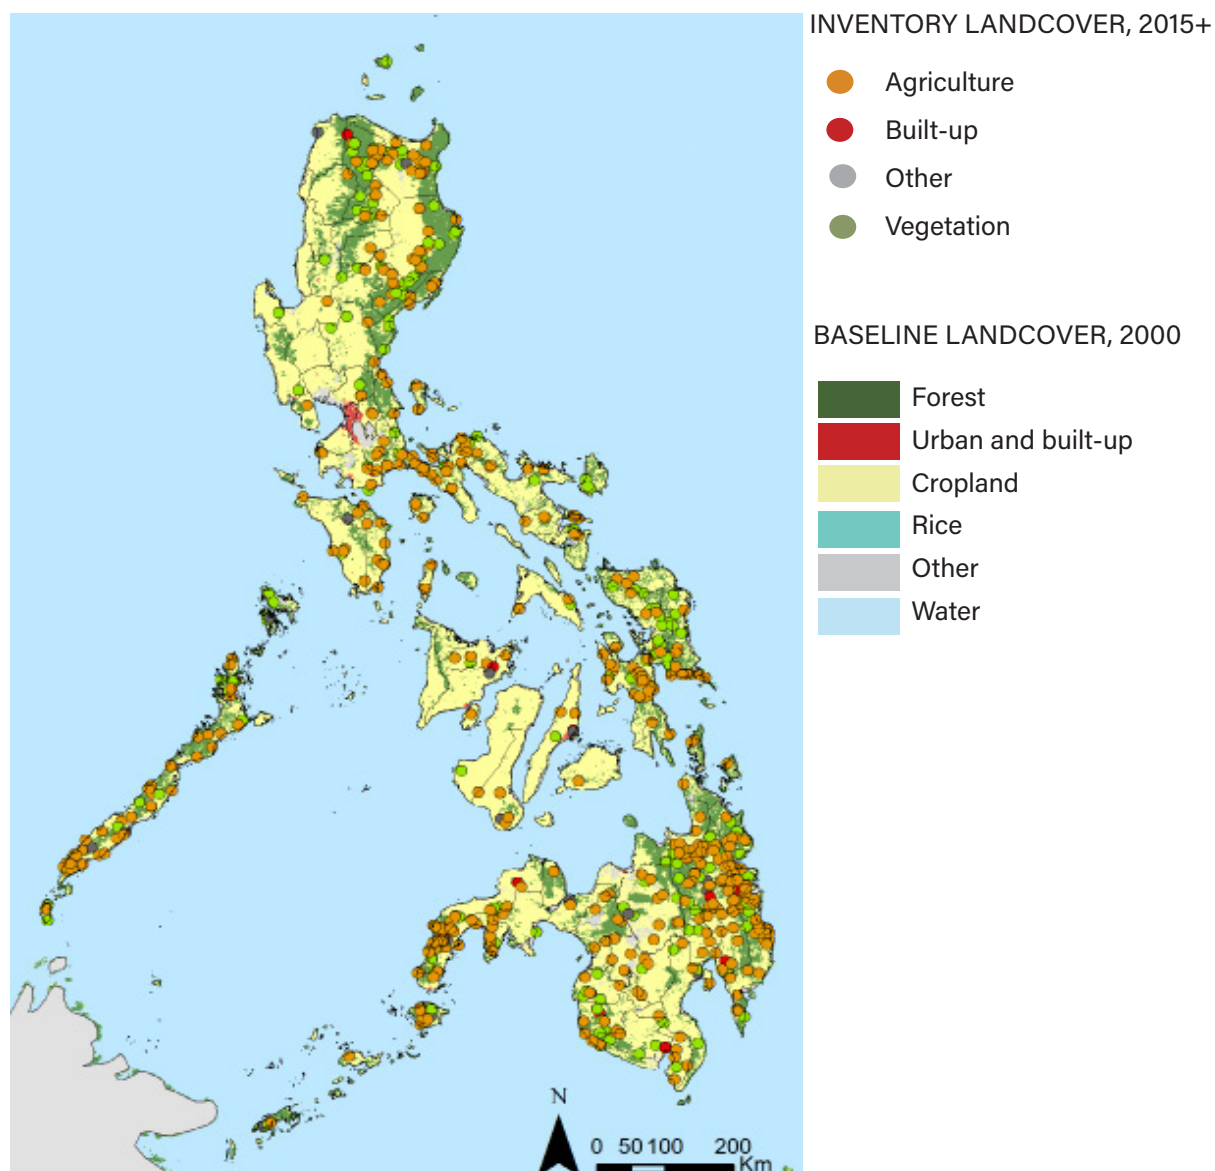 INVENTORY LANDCOVER, 2015+
Agriculture
Built-up
Other
Vegetation
BASELINE LANDCOVER, 2000
Forest
Urban and built-up
Cropland
Rice
Other
Water
N
0 50 100 200
Km